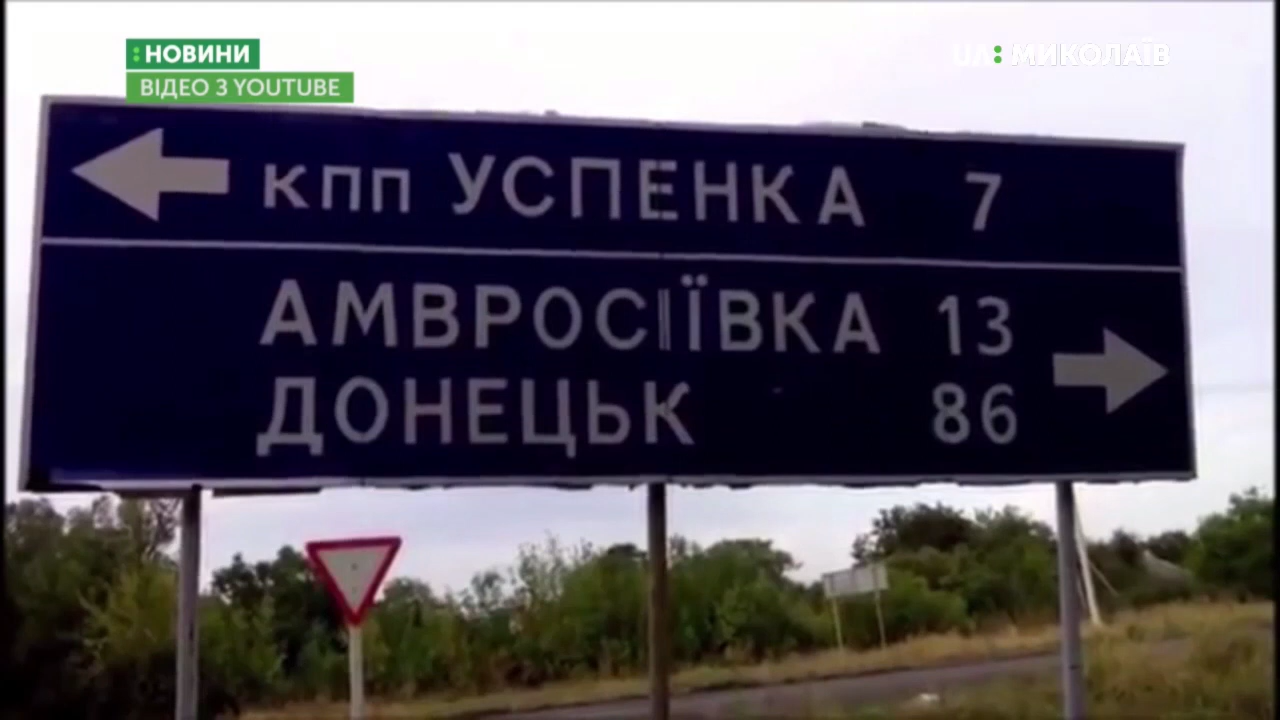 :НОВИНИ
ВІДЕО З YOUTUBE
UA:МИКОЛАЇВ
КПП УСПЕНКА 7
АМВРОСІЇВКА 13
ДОНЕЦЬК 86